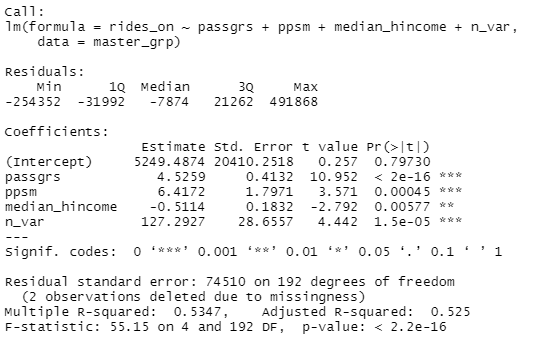 Call:
lm(formula = rides_on ~ passgrs + ppsm + median_hincome + n_var,
    data = master_grp)
Residuals:
    Min      1Q  Median      3Q     Max
-254352  -31992   -7874   21262  491868
Coefficients:
                 Estimate Std. Error t value Pr(>|t|)
(Intercept)     5249.4874 20410.2518   0.257  0.79730
passgrs            4.5259     0.4132  10.952  < 2e-16 ***
ppsm               6.4172     1.7971   3.571  0.00045 ***
median_hincome    -0.5114     0.1832  -2.792  0.00577 **
n_var            127.2927    28.6557   4.442  1.5e-05 ***
---
Signif. codes:  0 ‘***’ 0.001 ‘**’ 0.01 ‘*’ 0.05 ‘.’ 0.1 ‘ ’ 1
Residual standard error: 74510 on 192 degrees of freedom
  (2 observations deleted due to missingness)
Multiple R-squared:  0.5347,    Adjusted R-squared:  0.525
F-statistic: 55.15 on 4 and 192 DF,  p-value: < 2.2e-16